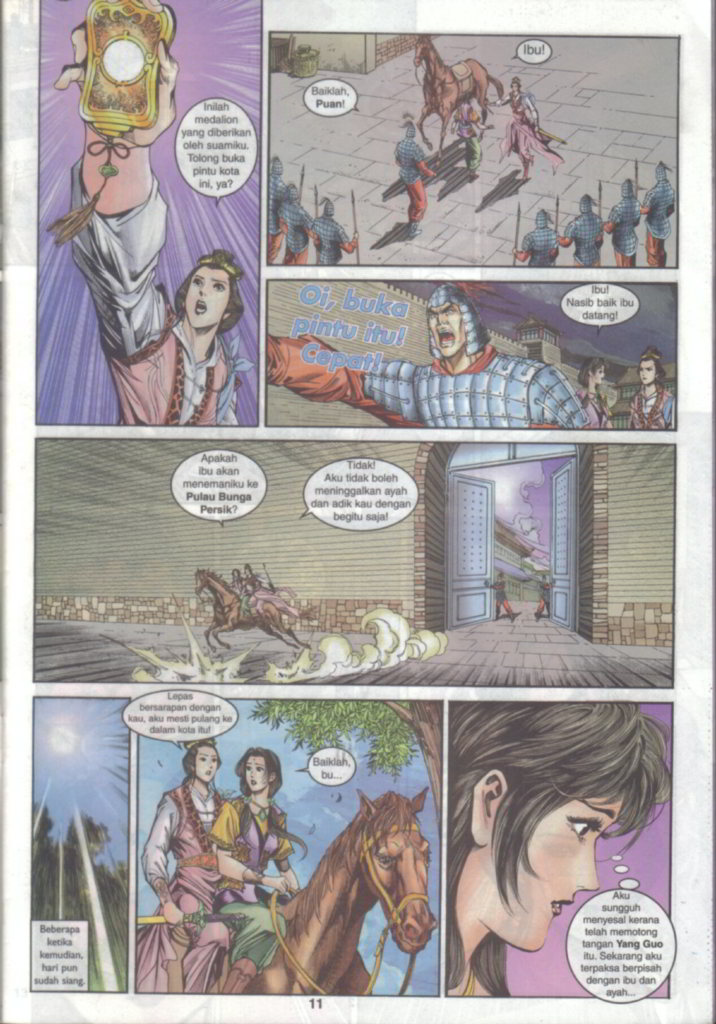 Inilah
medalion
yang diberikan
oleh suamiku.
Tolong buka
pintu kota
ini, ya?
Baiklah,
Puan!
Ibu!
Oi, buka
pintu itu!
Cepat!
Ibu!
Nasib baik ibu
datang!
Apakah
ibu akan
menemaniku ke
Pulau Bunga
Persik?
Tidak!
Aku tidak boleh
meninggalkan ayah
dan adik kau dengan
begitu saja!
Beberapa
ketika
kemudian,
hari pun
sudah siang.
Lepas
bersarapan dengan
kau, aku mesti pulang ke
dalam kota itu!
Baiklah,
bu...
Aku
sungguh
menyesal kerana
telah memotong
tangan Yang Guo
itu. Sekarang aku
terpaksa berpisah
dengan ibu dan
ayah...
11